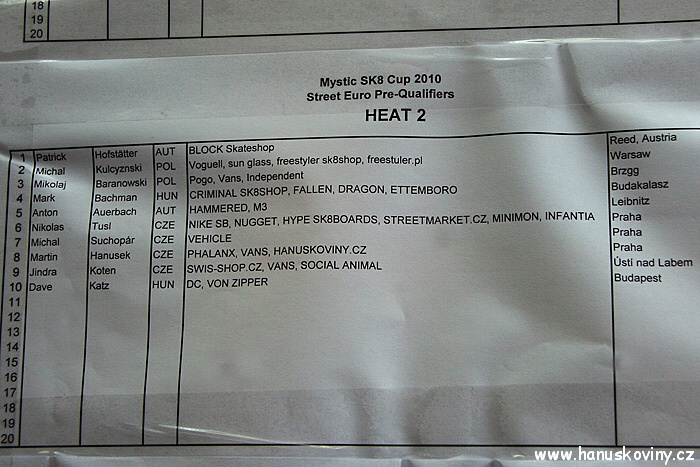 18
19
20
Mystic SK8 Cup 2010
Street Euro Pre-Qualifiers
HEAT 2
1 Patrick Hofstätter AUT BLOCK Skateshop Reed, Austria
2 Michal Kulcyznski POL Voguell, sun glass, freestyler sk8shop, freestuler.pl Warsaw
3 Mikolaj Baranowski POL Pogo, Vans, Independent Brzgg
4 Mark Bachman HUN CRIMINAL SK8SHOP, FALLEN, DRAGON, ETTEMBORO Budakalasz
5 Anton Auerbach AUT HAMMERED, M3 Leibnitz
6 Nikolas Tusl CZE NIKE SB, NUGGET, HYPE SK8BOARDS, STREETMARKET.CZ, MINIMON, INFANTIA Praha
7 Michal Suchopár CZE VEHICLE Praha
8 Martin Hanusek CZE PHALANX, VANS, HANUSKOVINY.CZ Praha
9 Jindra Koten CZE SWIS-SHOP.CZ, VANS, SOCIAL ANIMAL Ústí nad Labem
10 Dave Katz HUN DC, VON ZIPPER Budapest
11
12
13
14
15
16
17
18
19
20
www.hanuskoviny.cz